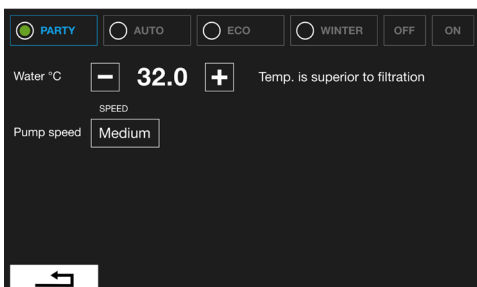 PARTY AUTO ECO WINTER OFF ON
Water °C − 32.0 + Temp. is superior to filtration
SPEED
Pump speed Medium